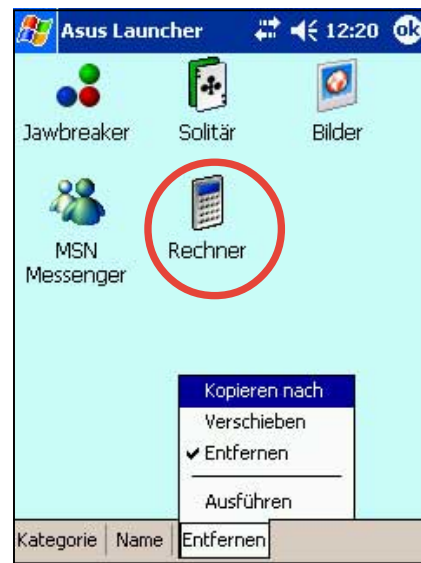 Asus Launcher 12:20 ok
Jawbreaker Solitär Bilder
MSN Messenger Rechner
Kopieren nach
Verschieben
Entfernen
Ausführen
Kategorie Name Entfernen